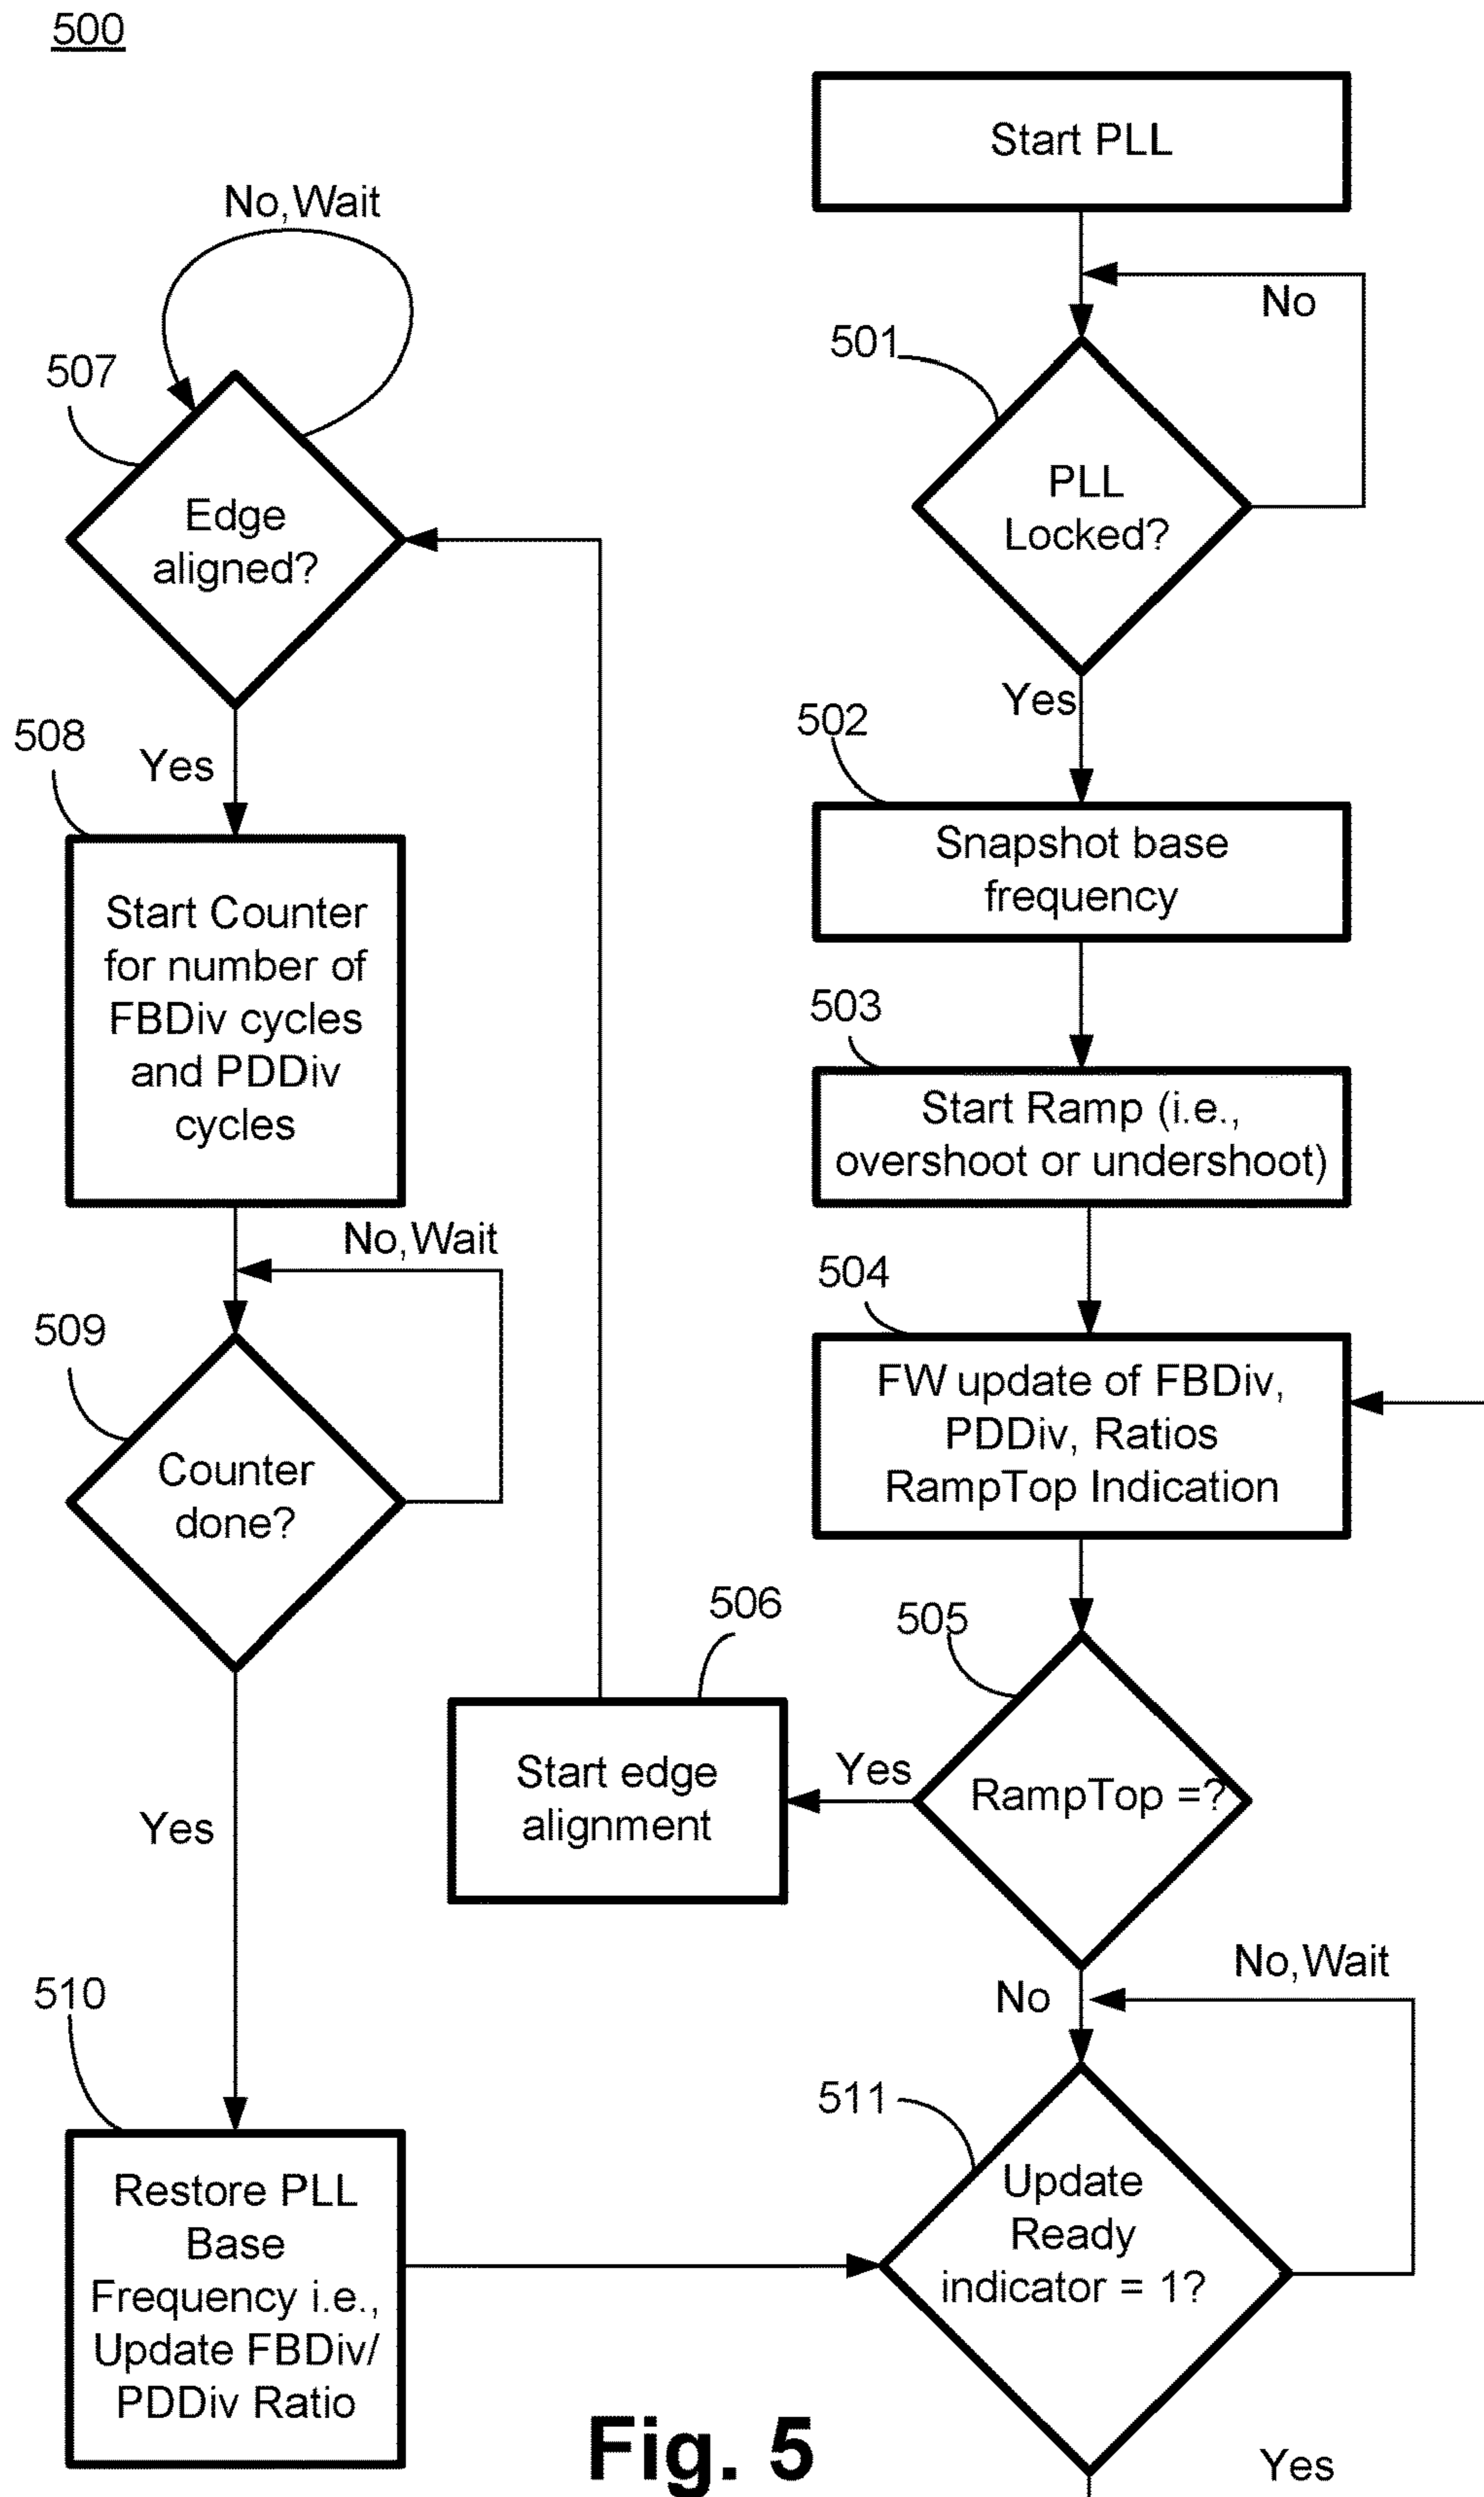 500
Start PLL
No
501
PLL
Locked?
Yes
502
Snapshot base
frequency
503
Start Ramp (i.e.,
overshoot or undershoot)
504
FW update of FBDiv,
PDDiv, Ratios
RampTop Indication
505
RampTop =?
Yes
506
Start edge
alignment
No,Wait
507
Edge
aligned?
Yes
508
Start Counter
for number of
FBDiv cycles
and PDDiv
cycles
No,Wait
509
Counter
done?
Yes
510
Restore PLL
Base
Frequency i.e.,
Update FBDiv/
PDDiv Ratio
No
No,Wait
511
Update
Ready
indicator = 1?
Yes
Fig. 5